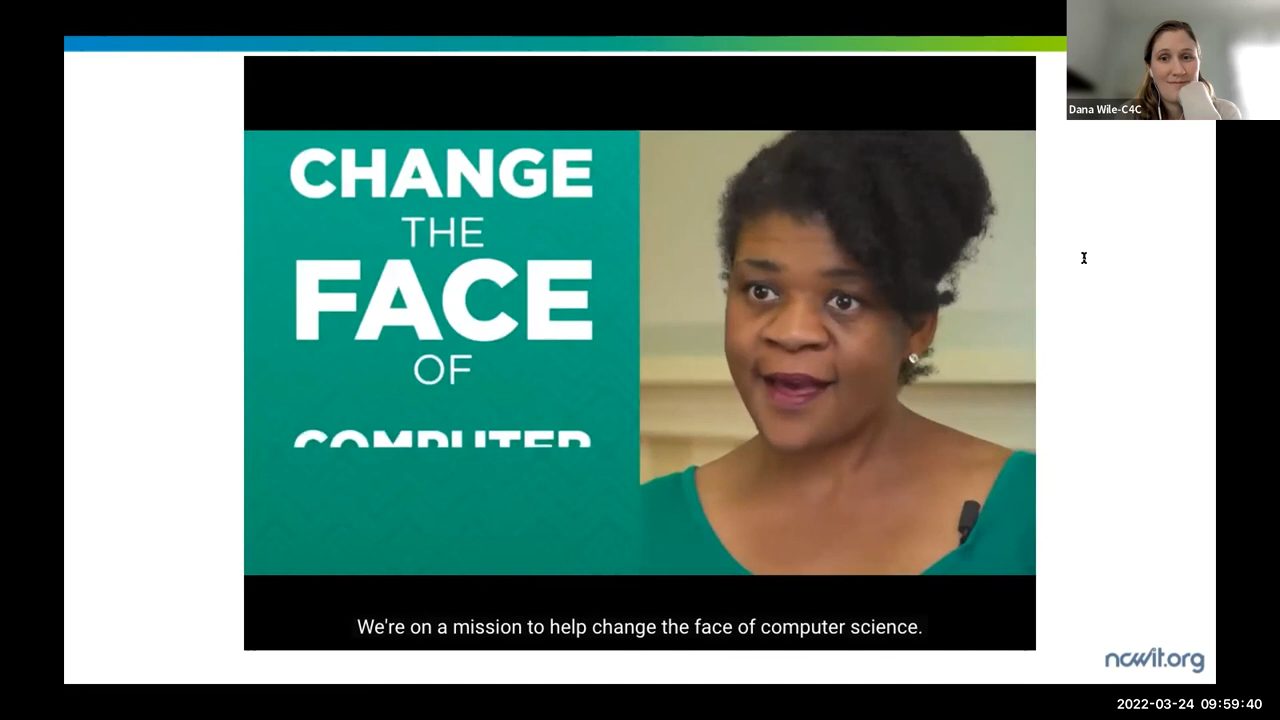 Dana Wile-C4C
CHANGE
THE
FACE
OF
COMPUTER
We're on a mission to help change the face of computer science.
ncwit.org
2022-03-24 09:59:40